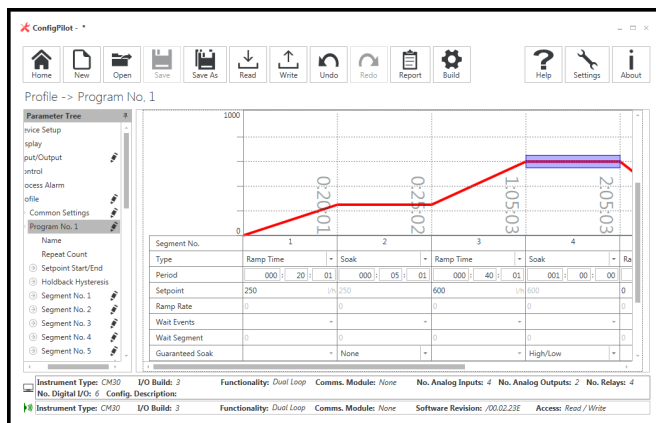 ConfigPilot - *
Home New Open Save Save As Read Write Undo Redo Report Build Help Settings About
Profile -> Program No. 1
Parameter Tree
evice Setup
splay
put/Output
ontrol
ocess Alarm
ofile
Common Settings
Program No. 1
Name
Repeat Count
Setpoint Start/End
Holdback Hysteresis
Segment No. 1
Segment No. 2
Segment No. 3
Segment No. 4
Segment No. 5
1000
0
0:20:01 0:25:02 1:05:03 2:05:03
Segment No. 1 2 3 4
Type Ramp Time Soak Ramp Time Soak Ra
Period 000 : 20 : 01 000 : 05 : 01 000 : 40 : 01 001 : 00 : 00
Setpoint 250 l/h 250 600 l/h 600 0
Ramp Rate 0 0 0 0 0
Wait Events
Wait Segment 0 0 0 0 0
Guaranteed Soak None High/Low
Instrument Type: CM30 I/O Build: 3 Functionality: Dual Loop Comms. Module: None No. Analog Inputs: 4 No. Analog Outputs: 2 No. Relays: 4
No. Digital I/O: 6 Config. Description:
Instrument Type: CM30 I/O Build: 3 Functionality: Dual Loop Comms. Module: None Software Revision: /00.02.23E Access: Read / Write